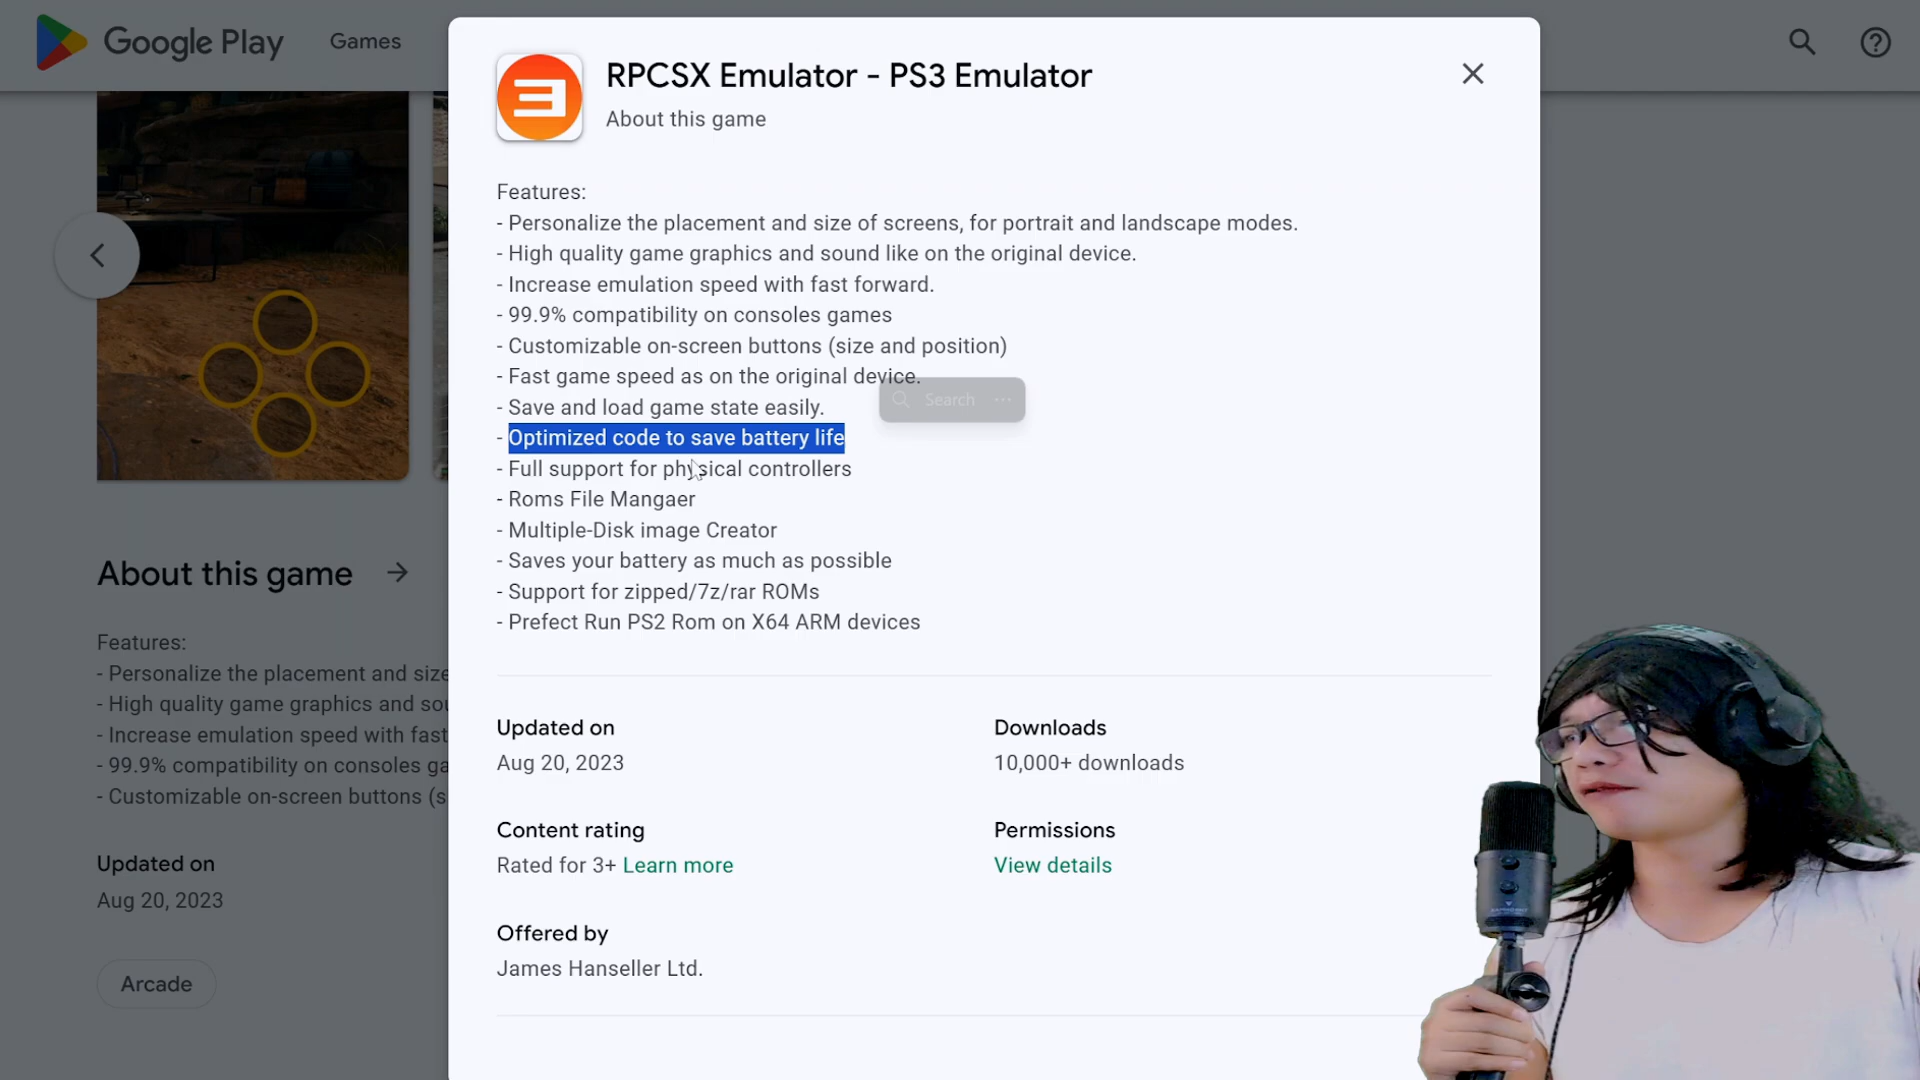 Google Play
Games
RPCSX Emulator - PS3 Emulator
About this game
Features:
- Personalize the placement and size of screens, for portrait and landscape modes.
- High quality game graphics and sound like on the original device.
- Increase emulation speed with fast forward.
- 99.9% compatibility on consoles games
- Customizable on-screen buttons (size and position)
- Fast game speed as on the original device.
Search
- Save and load game state easily.
- Optimized code to save battery life
- Full support for physical controllers
- Roms File Mangaer
- Multiple-Disk image Creator
- Saves your battery as much as possible
- Support for zipped/7z/rar ROMs
- Prefect Run PS2 Rom on X64 ARM devices
Updated on
Aug 20, 2023
Downloads
10,000+ downloads
Content rating
Rated for 3+ Learn more
Permissions
View details
Offered by
James Hanseller Ltd.
About this game
Features:
- Personalize the placement and size
- High quality game graphics and sou
- Increase emulation speed with fast
- 99.9% compatibility on consoles ga
- Customizable on-screen buttons (s
Updated on
Aug 20, 2023
Arcade